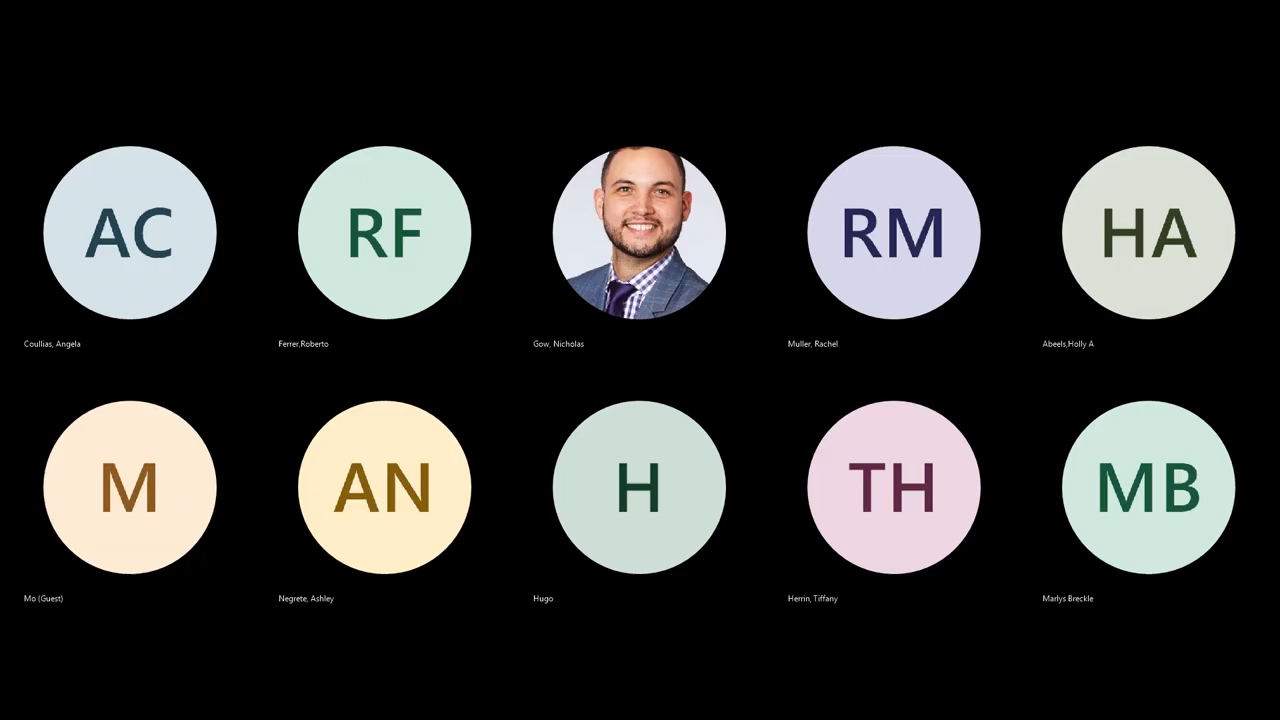 AC
RF
RM
HA
Coullias, Angela
Ferrer,Roberto
Gow, Nicholas
Muller, Rachel
Abeels,Holly A
M
AN
H
TH
MB
Mo (Guest)
Negrete, Ashley
Hugo
Herrin, Tiffany
Marlys Breckle